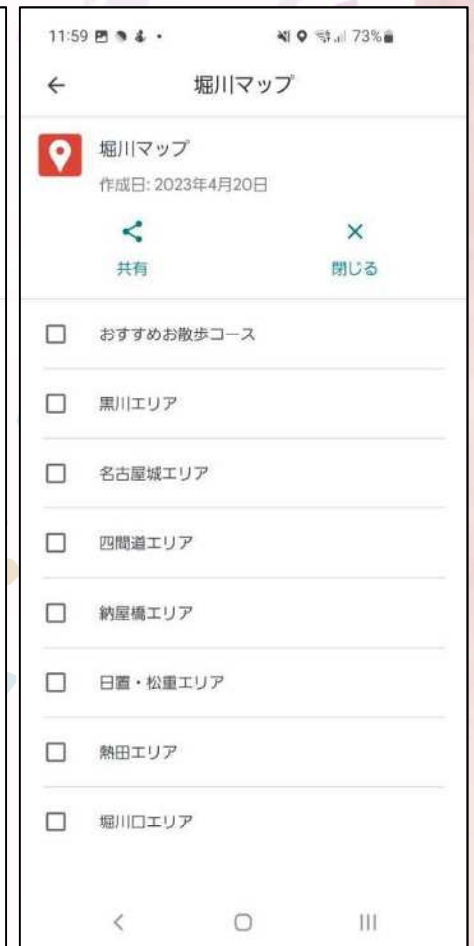 11:59
73%
堀川マップ
堀川マップ
作成日: 2023年4月20日
共有
閉じる
おすすめお散歩コース
黒川エリア
名古屋城エリア
四間道エリア
納屋橋エリア
日置・松重エリア
熱田エリア
堀川口エリア